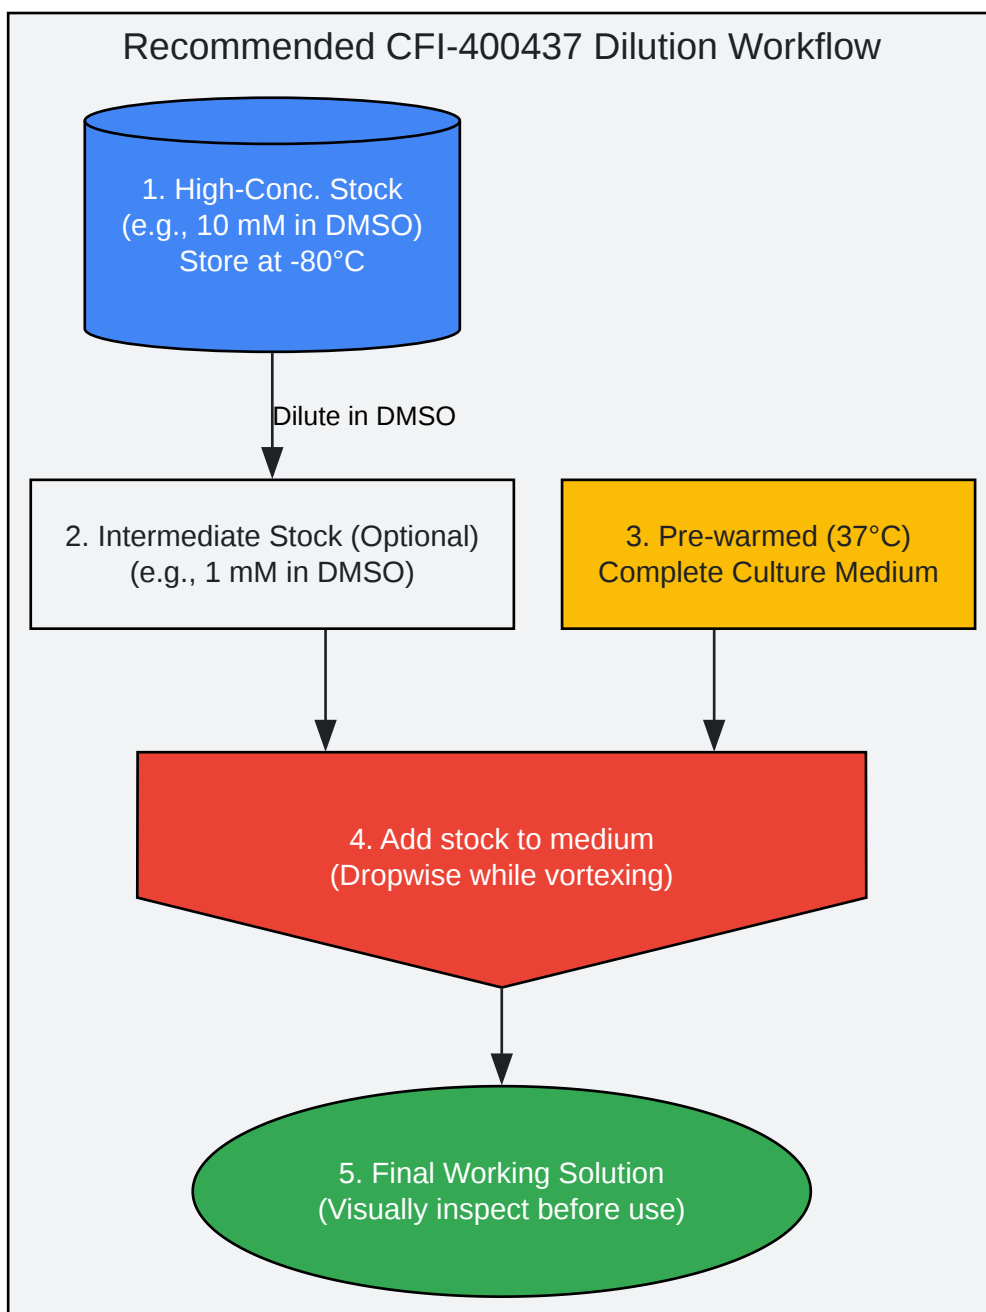 Recommended CFI-400437 Dilution Workflow
1. High-Conc. Stock
(e.g., 10 mM in DMSO)
Store at -80°C
Dilute in DMSO
2. Intermediate Stock (Optional)
(e.g., 1 mM in DMSO)
3. Pre-warmed (37°C)
Complete Culture Medium
4. Add stock to medium
(Dropwise while vortexing)
5. Final Working Solution
(Visually inspect before use)